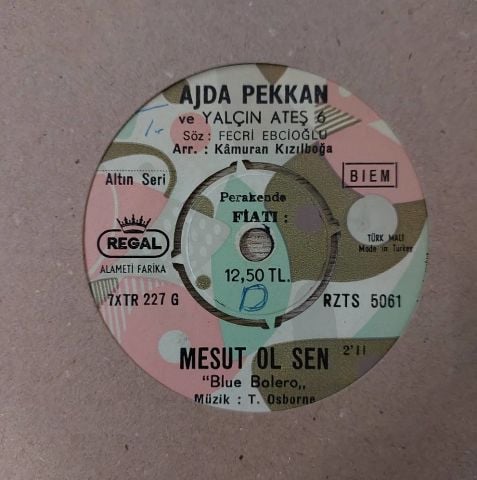 AJDA PEKKAN
ve YALÇIN ATEŞ 6
Söz : FECRİ EBCİOĞLU
Arr. : Kâmuran Kızılboğa
Altın Seri
BIEM
Perakende
FİATI :
REGAL
ALAMETİ FARİKA
TÜRK MALI
Made in Turkey
12,50 TL.
7XTR 227 G
D
RZTS 5061
MESUT OL SEN 2'11
"Blue Bolero,,
Müzik : T. Osborne